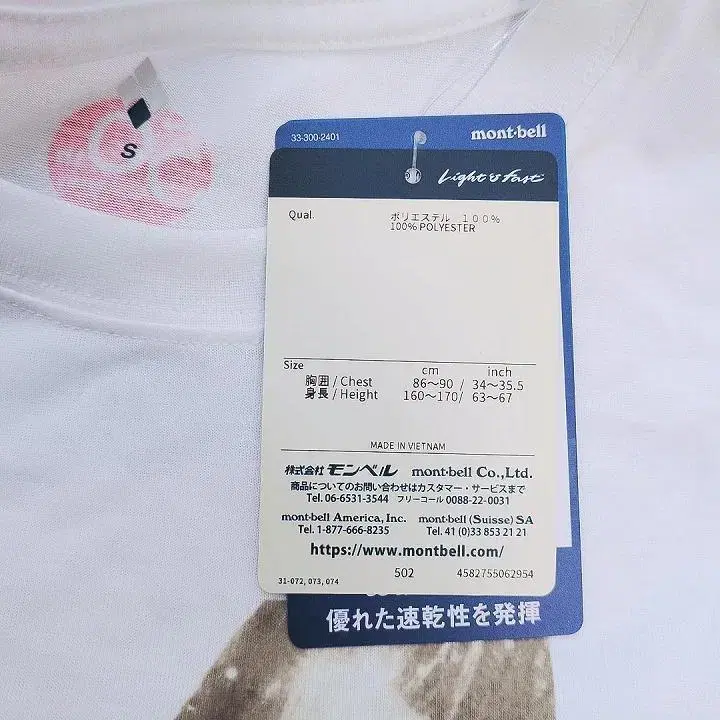 S
33-300-2401
mont-bell
Light & Fast
Qual.
ポリエステル １００％
100% POLYESTER
Size
cm
inch
胸囲 / Chest 86～90 / 34～35.5
身長 / Height 160～170/ 63～67
MADE IN VIETNAM
株式会社 モンベル mont-bell Co.,Ltd.
商品についてのお問い合わせはカスタマー・サービスまで
Tel. 06-6531-3544 フリーコール 0088-22-0031
mont-bell America, Inc. mont-bell (Suisse) SA
Tel. 1-877-666-8235 Tel. 41 (0)33 853 21 21
https://www.montbell.com/
31-072, 073, 074
502
4582755062954
優れた速乾性を発揮